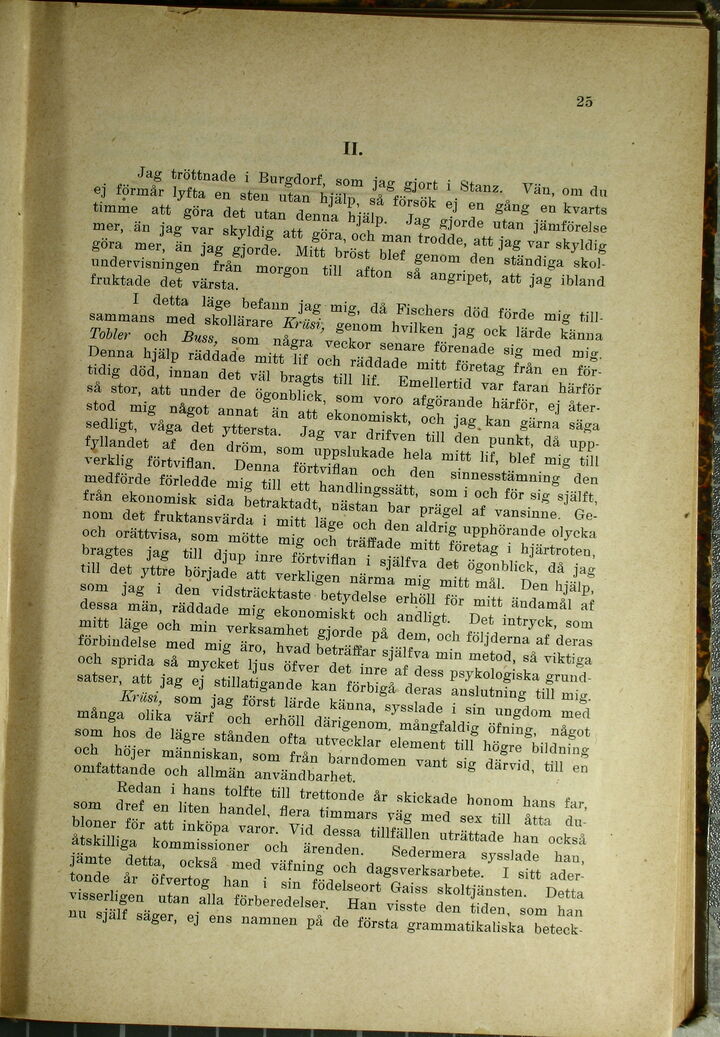 25
II.
Jag tröttnade i Burgdorf, som jag gjort i Stanz. Vän, om du
ej förmår lyfta en sten utan hjälp, så försök ej en gång en kvarts
timme att göra det utan denna hjälp. Jag gjorde utan jämförelse
mer, än jag var skyldig att göra, och man trodde, att jag var skyldig
göra mer, än jag gjorde. Mitt bröst blef genom den ständiga skol-
undervisningen från morgon till afton så angripet, att jag ibland
fruktade det värsta.
I detta läge befann jag mig, då Fischers död förde mig till-
sammans med skollärare Krüsi, genom hvilken jag ock lärde känna
Tobler och Buss, som några veckor senare förenade sig med mig.
Denna hjälp räddade mitt lif och räddade mitt företag från en för-
tidig död, innan det väl bragts till lif. Emellertid var faran härför
så stor, att under de ögonblick, som voro afgörande härför, ej åter-
stod mig något annat än att ekonomiskt, och jag kan gärna säga
sedligt, våga det yttersta. Jag var drifven till den punkt, då upp-
fyllandet af den dröm, som uppslukade hela mitt lif, blef mig till
verklig förtviflan. Denna förtviflan och den sinnesstämning den
medförde förledde mig till ett handlingssätt, som i och för sig själft,
från ekonomisk sida betraktadt, nästan bar prägel af vansinne. Ge-
nom det fruktansvärda i mitt läge och den aldrig upphörande olycka
och orättvisa, som mötte mig och träffade mitt företag i hjärtroten,
bragtes jag till djup inre förtviflan i själfva det ögonblick, då jag
till det yttre började att verkligen närma mig mitt mål. Den hjälp,
som jag i den vidsträcktaste betydelse erhöll för mitt ändamål af
dessa män, räddade mig ekonomiskt och andligt. Det intryck, som
mitt läge och min verksamhet gjorde på dem, och följderna af deras
förbindelse med mig äro, hvad beträffar själfva min metod, så viktiga
och sprida så mycket ljus öfver det inre af dess psykologiska grund-
satser, att jag ej stillatigande kan förbigå deras anslutning till mig.
Krüsi, som jag först lärde känna, sysslade i sin ungdom med
många olika värf och erhöll därigenom mångfaldig öfning, något
som hos de lägre stånden ofta utvecklar element till högre bildning
och höjer människan, som från barndomen vant sig därvid, till en
omfattande och allmän användbarhet.
Redan i hans tolfte till trettonde år skickade honom hans far,
som dref en liten handel, flera timmars väg med sex till åtta du-
bloner för att inköpa varor. Vid dessa tillfällen uträttade han också
åtskilliga kommissioner och ärenden. Sedermera sysslade han,
jämte detta, också med väfning och dagsverksarbete. I sitt ader-
tonde år öfvertog han i sin födelseort Gaiss skoltjänsten. Detta
visserligen utan alla förberedelser. Han visste den tiden, som han
nu själf säger, ej ens namnen på de första grammatikaliska beteck-